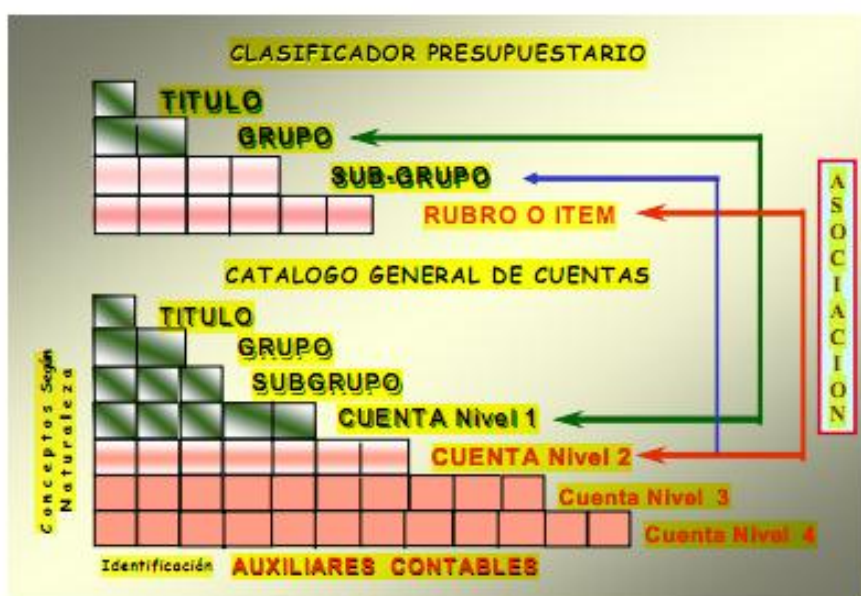 CLASIFICADOR PRESUPUESTARIO
TITULO
GRUPO
SUB-GRUPO
RUBRO O ITEM
CATALOGO GENERAL DE CUENTAS
TITULO
GRUPO
SUBGRUPO
CUENTA Nivel 1
CUENTA Nivel 2
Cuenta Nivel 3
Cuenta Nivel 4
Identificación AUXILIARES CONTABLES
Conceptos Según
Naturaleza
ASOCIACION